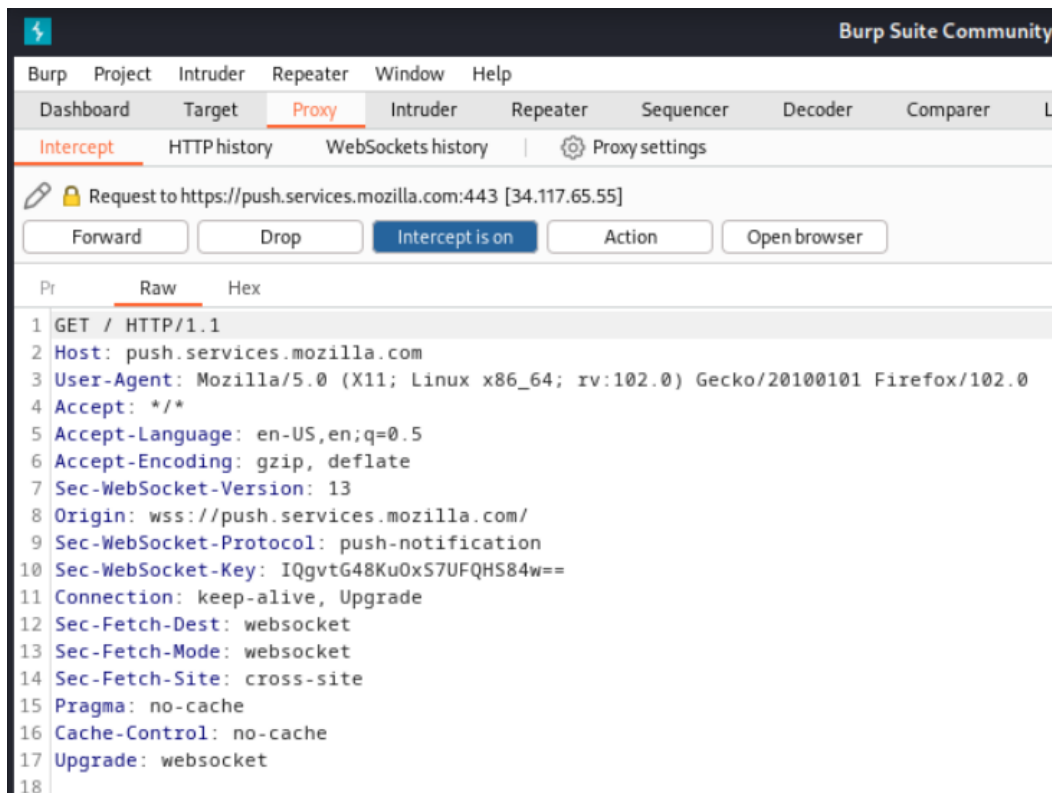 Burp Suite Community
Burp Project Intruder Repeater Window Help
Dashboard Target Proxy Intruder Repeater Sequencer Decoder Comparer L
Intercept HTTP history WebSockets history | Proxy settings
Request to https://push.services.mozilla.com:443 [34.117.65.55]
Forward Drop Intercept is on Action Open browser
Pr Raw Hex
1 GET / HTTP/1.1
2 Host: push.services.mozilla.com
3 User-Agent: Mozilla/5.0 (X11; Linux x86_64; rv:102.0) Gecko/20100101 Firefox/102.0
4 Accept: */*
5 Accept-Language: en-US,en;q=0.5
6 Accept-Encoding: gzip, deflate
7 Sec-WebSocket-Version: 13
8 Origin: wss://push.services.mozilla.com/
9 Sec-WebSocket-Protocol: push-notification
10 Sec-WebSocket-Key: IQgvtG48KuOxS7UFQHS84w==
11 Connection: keep-alive, Upgrade
12 Sec-Fetch-Dest: websocket
13 Sec-Fetch-Mode: websocket
14 Sec-Fetch-Site: cross-site
15 Pragma: no-cache
16 Cache-Control: no-cache
17 Upgrade: websocket
18